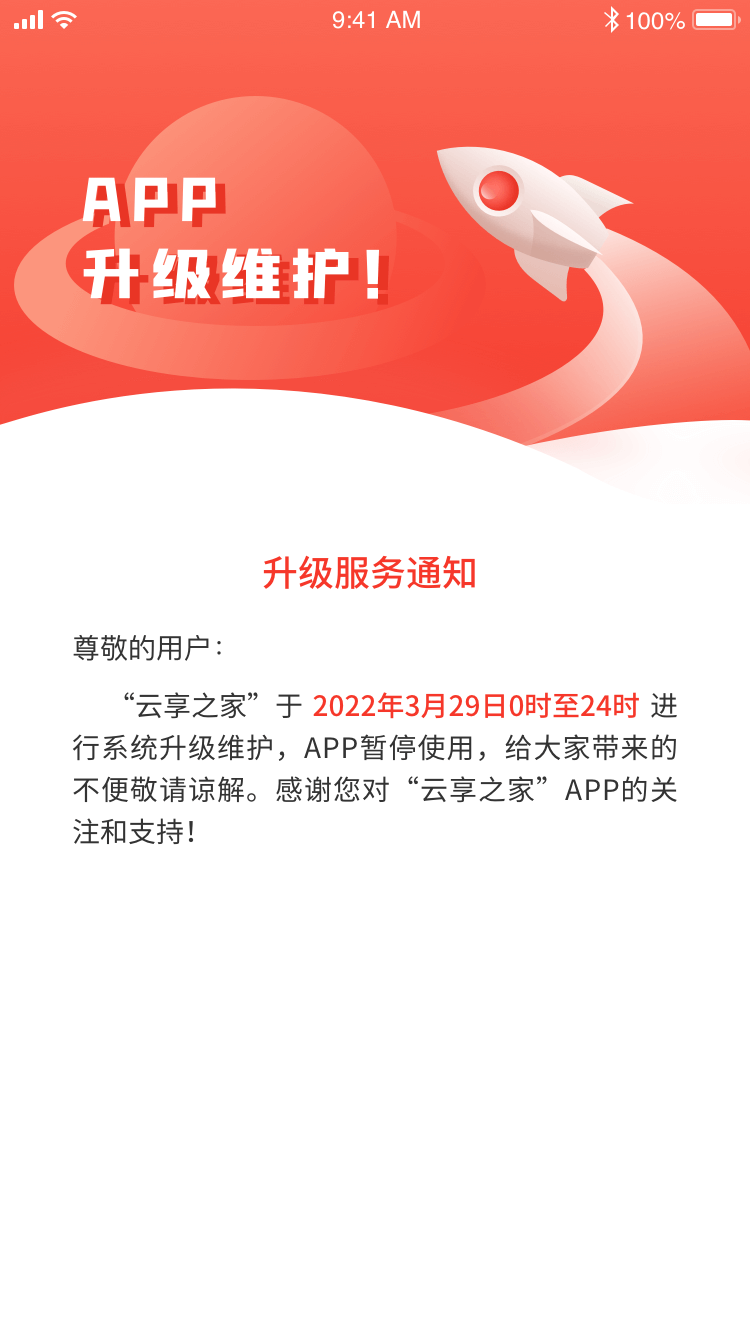 9:41 AM
100%
APP
升级维护!
升级服务通知
尊敬的用户：
“云享之家”于 2022年3月29日0时至24时 进
行系统升级维护，APP暂停使用，给大家带来的
不便敬请谅解。感谢您对“云享之家”APP的关
注和支持！